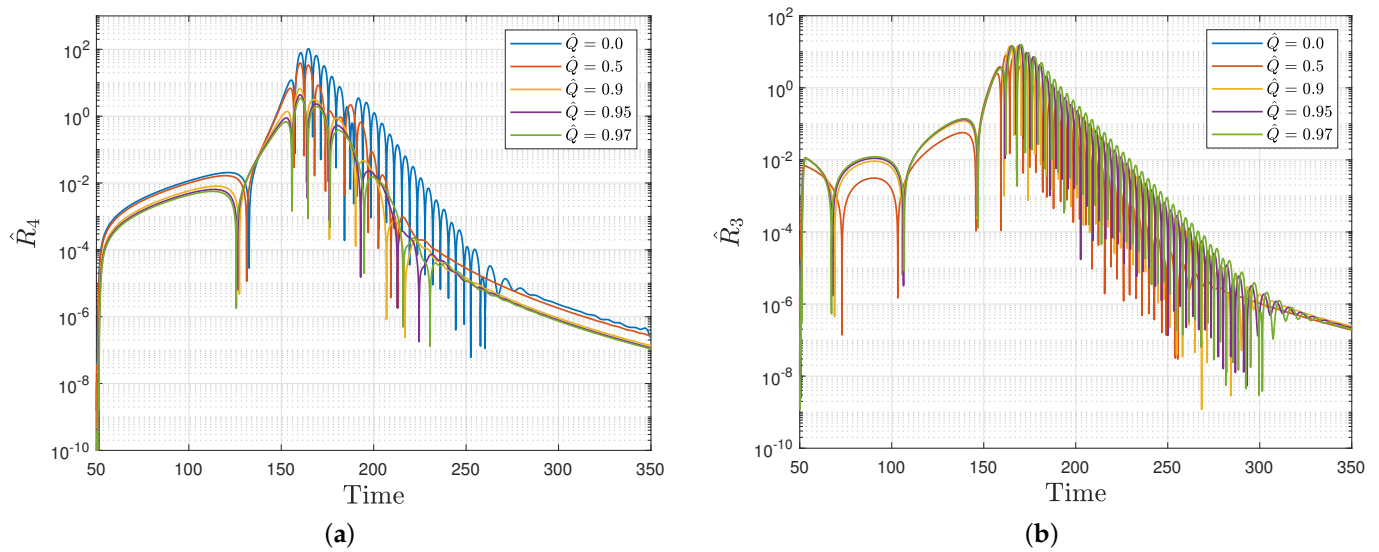 10^2
10^0
10^-2
10^-4
10^-6
10^-8
10^-10
R̂_4
50 100 150 200 250 300 350
Time
Q̂ = 0.0
Q̂ = 0.5
Q̂ = 0.9
Q̂ = 0.95
Q̂ = 0.97
(a)
10^2
10^0
10^-2
10^-4
10^-6
10^-8
10^-10
R̂_3
50 100 150 200 250 300 350
Time
Q̂ = 0.0
Q̂ = 0.5
Q̂ = 0.9
Q̂ = 0.95
Q̂ = 0.97
(b)